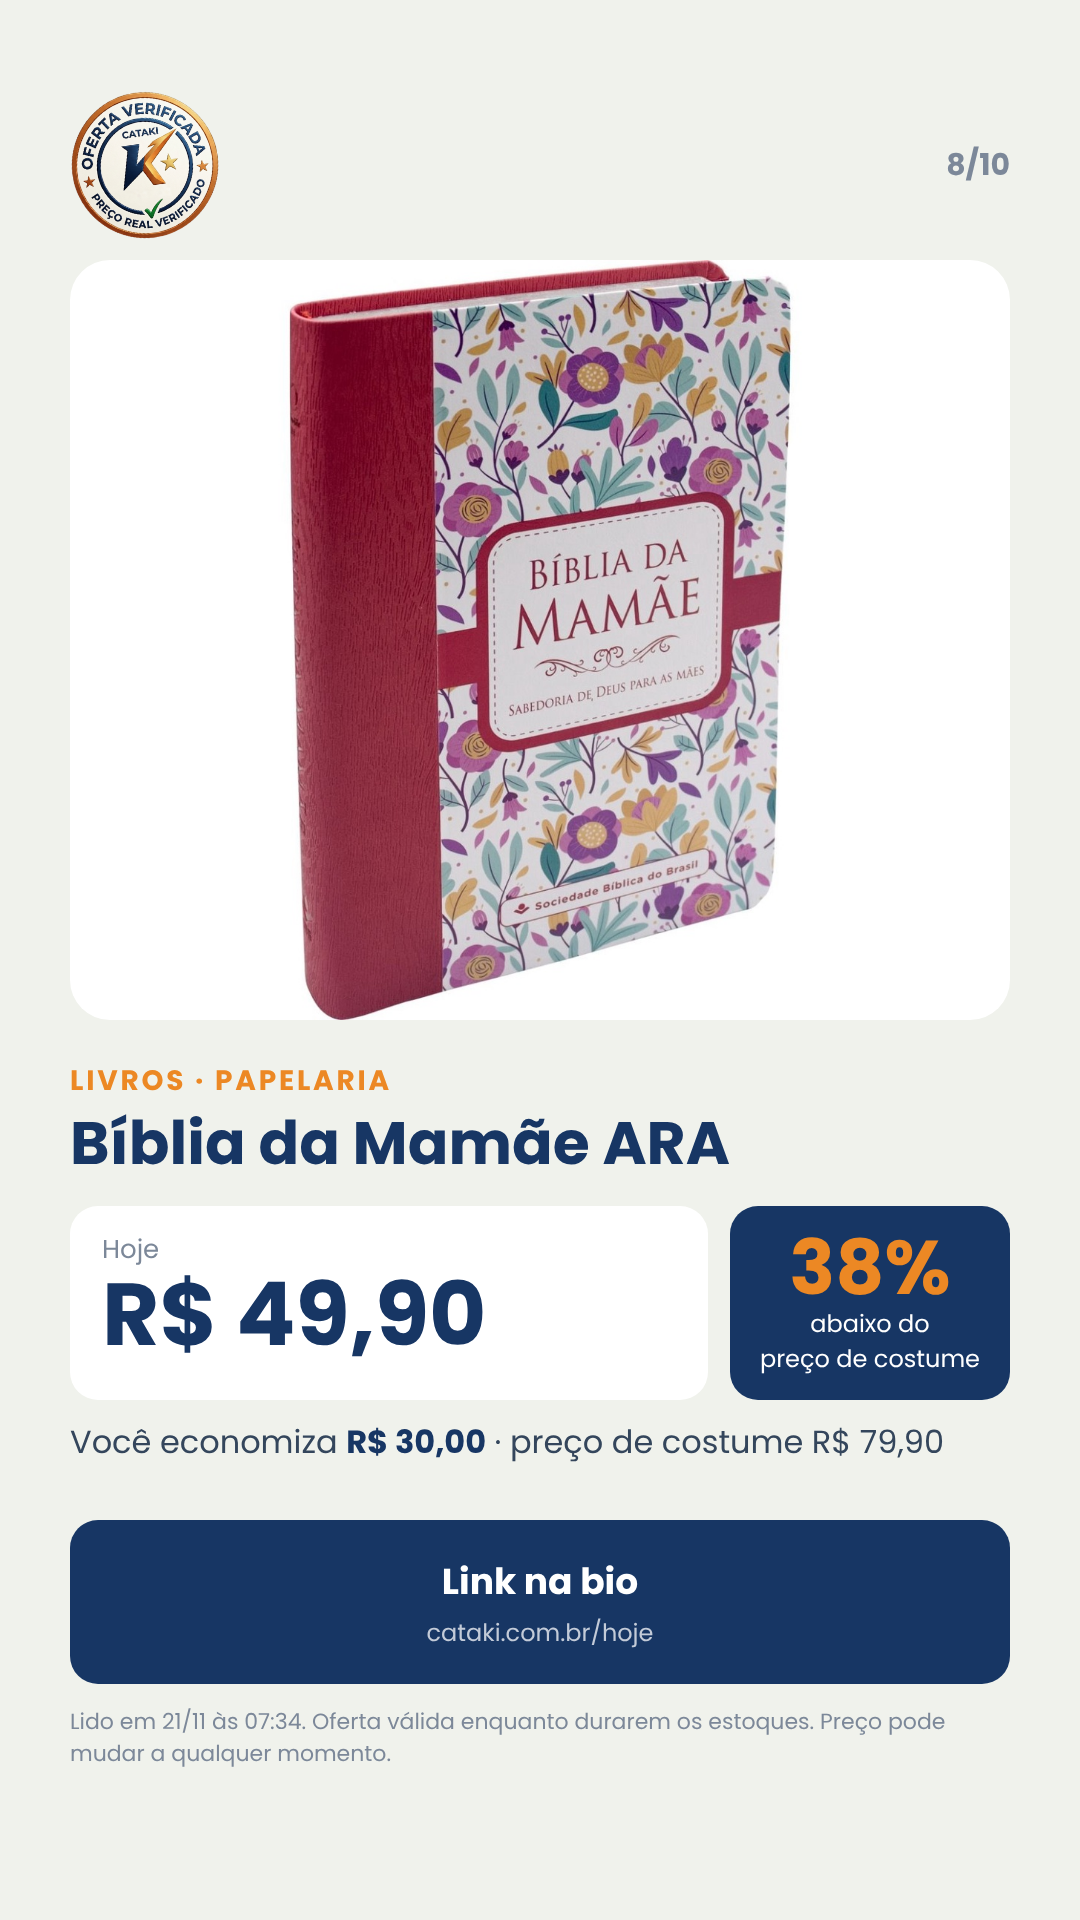 OFERTA VERIFICADA
CATAKI
K
PREÇO REAL VERIFICADO
8/10
BÍBLIA DA
MAMÃE
SABEDORIA DE DEUS PARA AS MÃES
Sociedade Bíblica do Brasil
LIVROS · PAPELARIA
Bíblia da Mamãe ARA
Hoje
R$ 49,90
38%
abaixo do
preço de costume
Você economiza R$ 30,00 · preço de costume R$ 79,90
Link na bio
cataki.com.br/hoje
Lido em 21/11 às 07:34. Oferta válida enquanto durarem os estoques. Preço pode
mudar a qualquer momento.